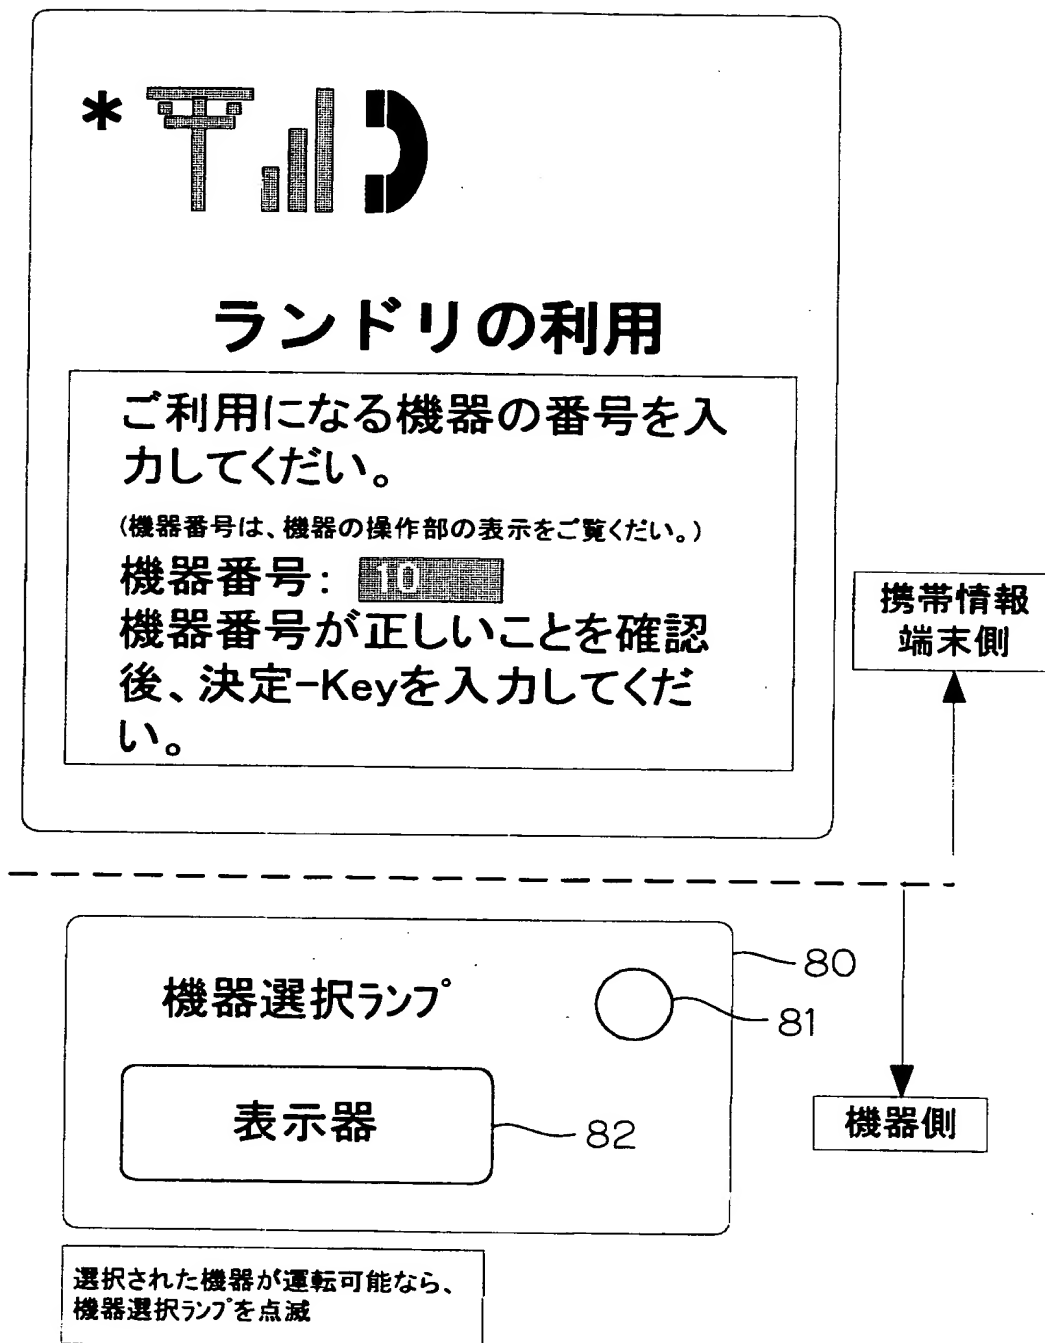 *
ランドリの利用
ご利用になる機器の番号を入
力してくだい。
(機器番号は、機器の操作部の表示をご覧くだい。)
機器番号: 10
機器番号が正しいことを確認
後、決定-Keyを入力してくだ
い。
携帯情報
端末側
機器選択ランプ
80
81
表示器
82
機器側
選択された機器が運転可能なら、
機器選択ランプを点滅